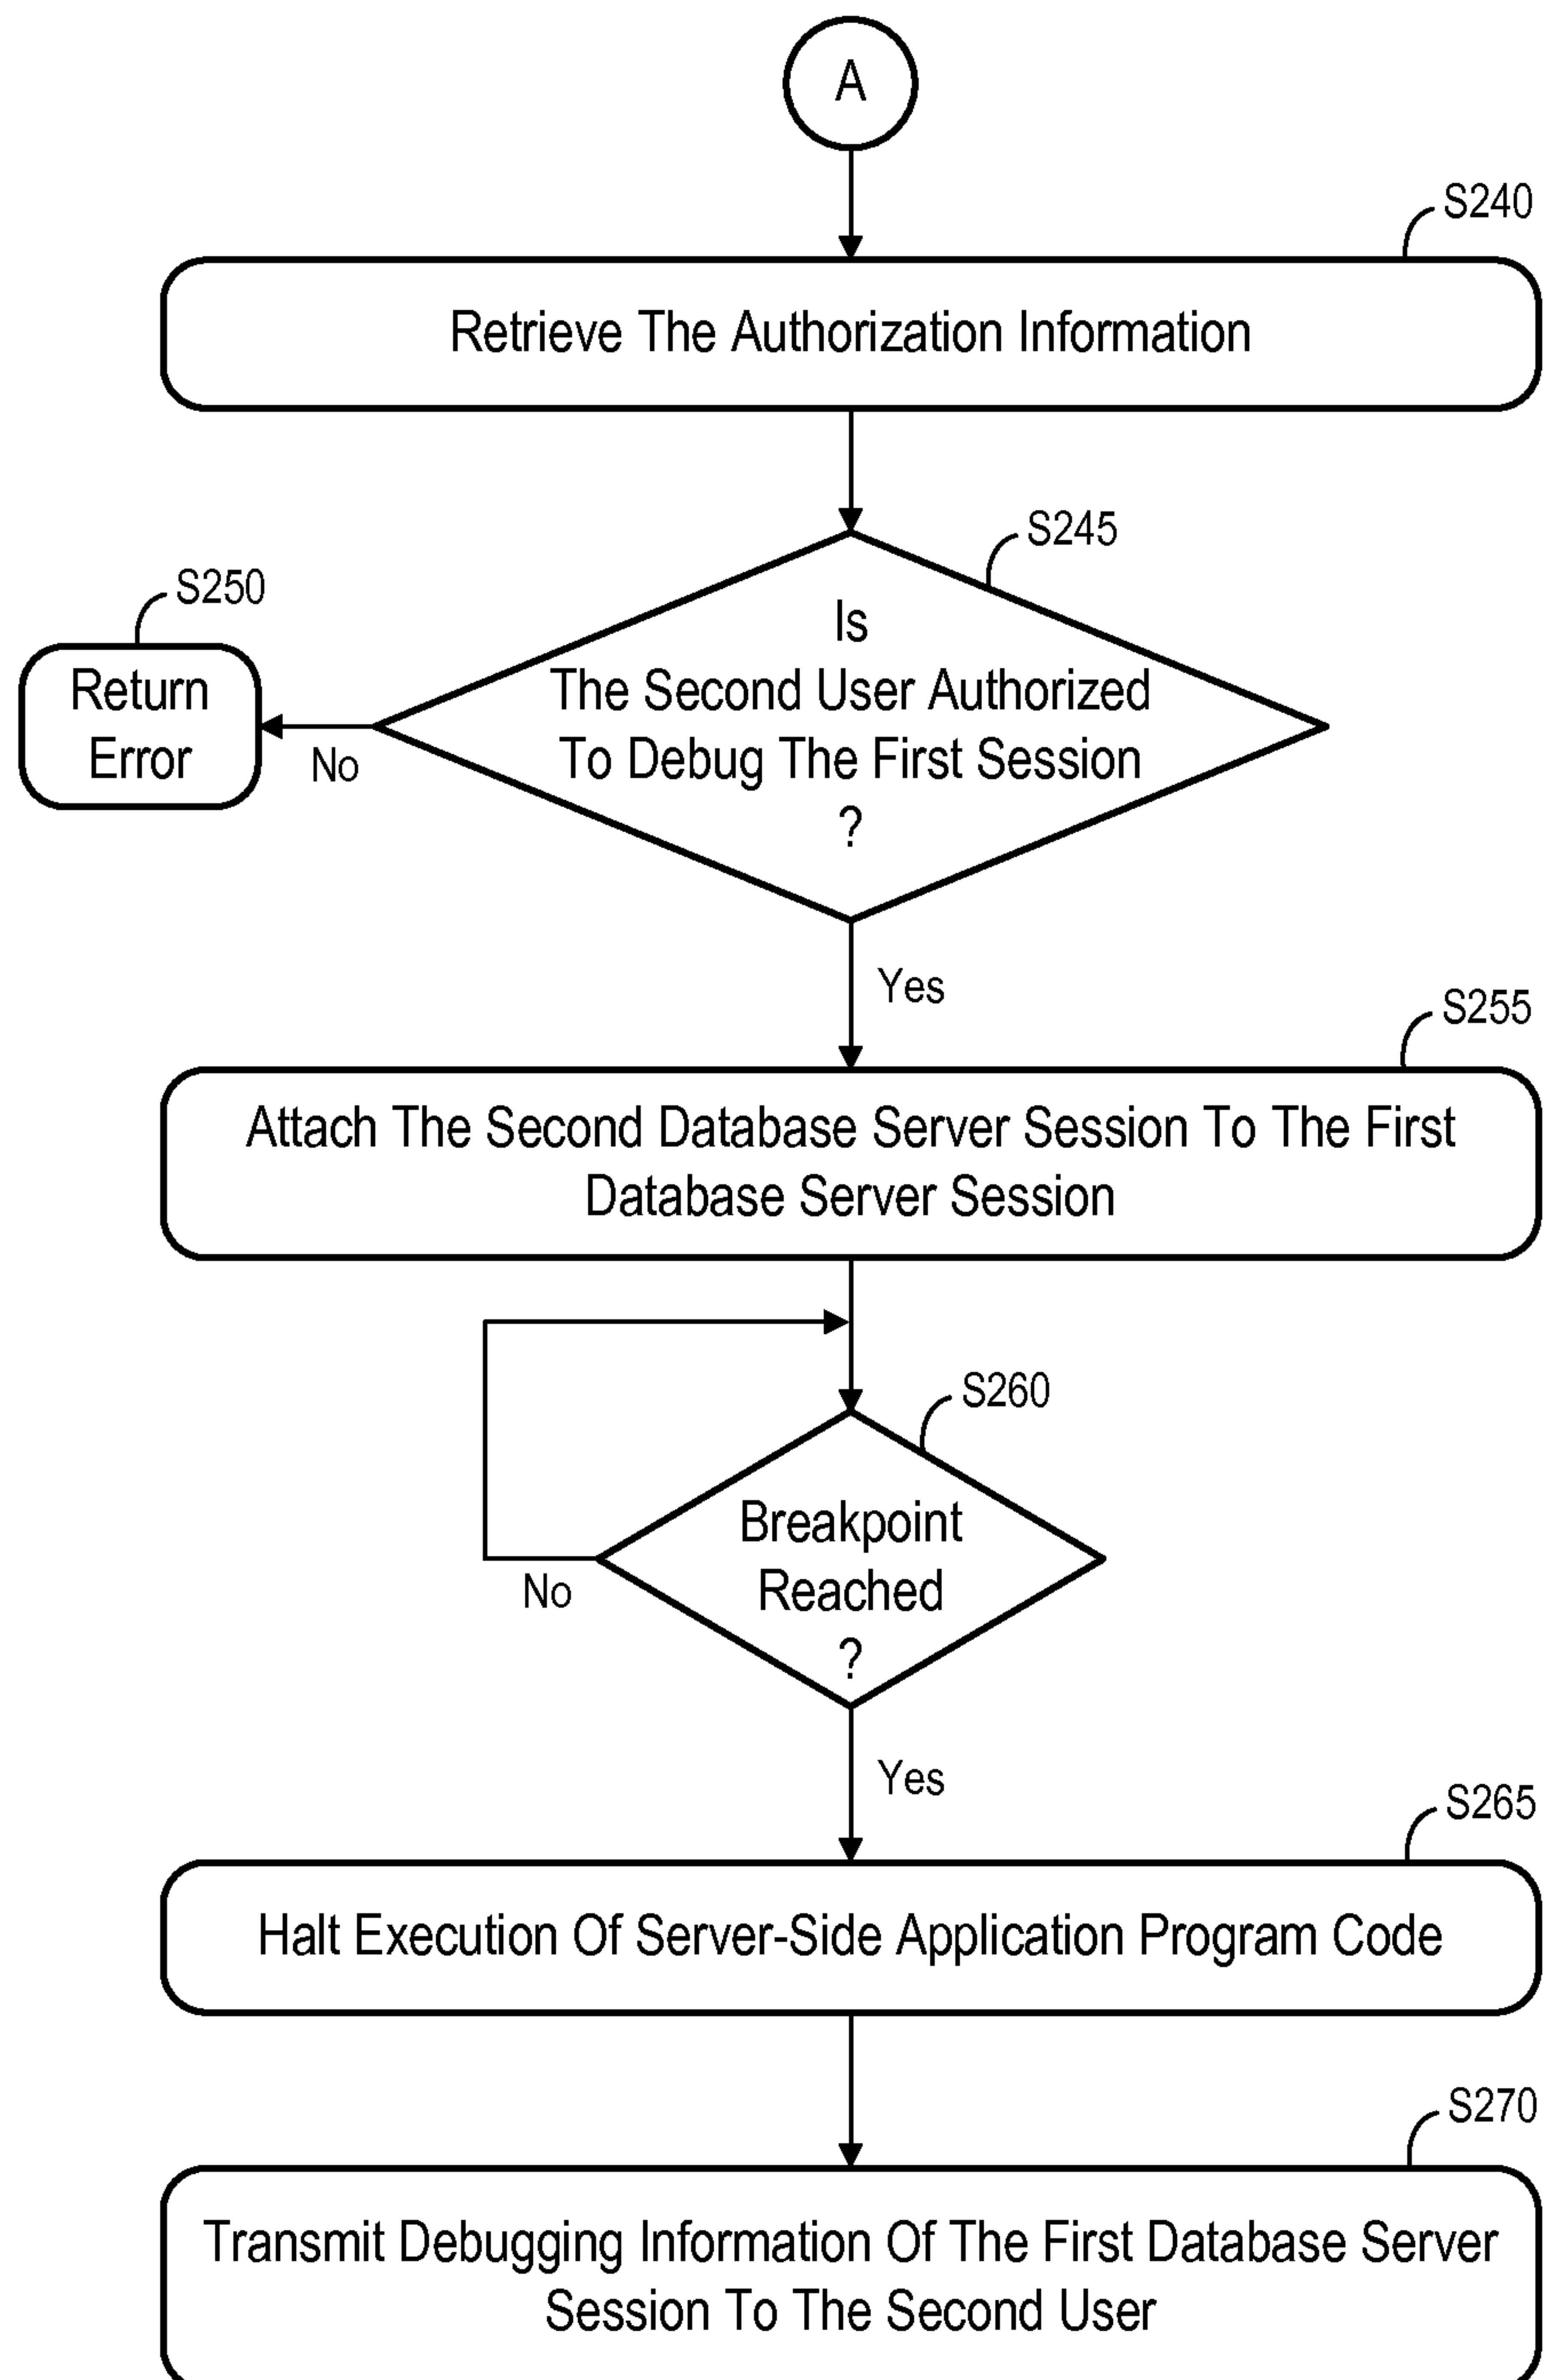 A
S240
Retrieve The Authorization Information
S245
Is
The Second User Authorized
To Debug The First Session
?
S250
Return
Error
No
Yes
S255
Attach The Second Database Server Session To The First
Database Server Session
S260
Breakpoint
Reached
?
No
Yes
S265
Halt Execution Of Server-Side Application Program Code
S270
Transmit Debugging Information Of The First Database Server
Session To The Second User